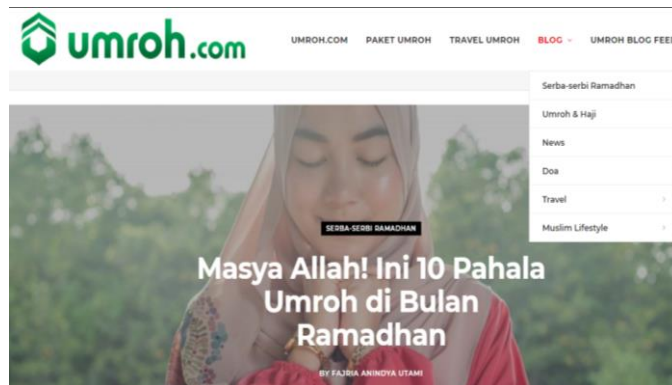 umroh.com
UMROH.COM PAKET UMROH TRAVEL UMROH BLOG UMROH BLOG FEE
Serba-serbi Ramadhan
Umroh & Haji
News
Doa
Travel
Muslim Lifestyle
SERBA-SERBI RAMADHAN
Masya Allah! Ini 10 Pahala
Umroh di Bulan
Ramadhan
BY FAJRIA ANINDYA UTAMI